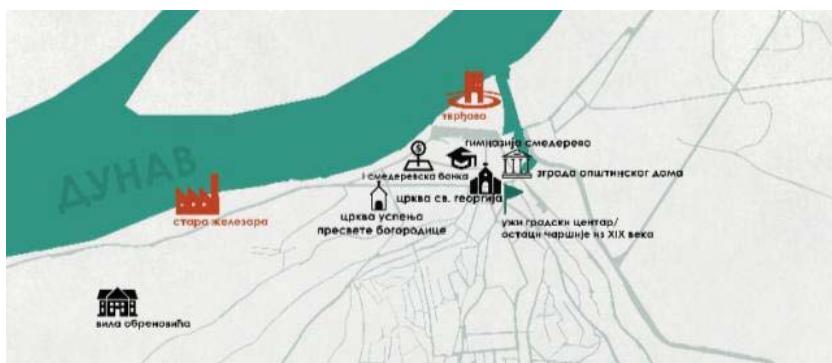 тврђава
гимназија смедерево
ДУНАВ
I смедеревска банка
зграда општинског дома
црква св. георгија
стара железара
црква успења
пресвете богородице
ужи градски центар/
остаци чаршије из XIX века
вила обреновића